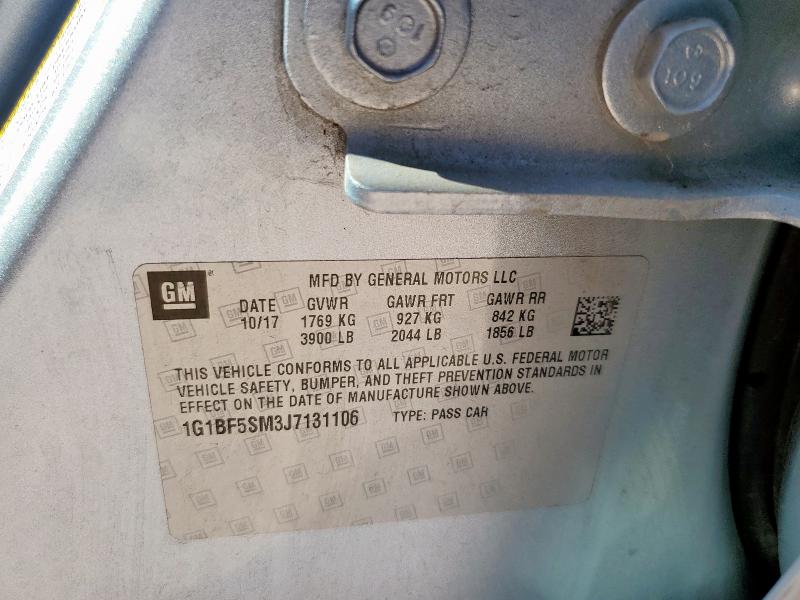 109
109
GM
MFD BY GENERAL MOTORS LLC
DATE GVWR GAWR FRT GAWR RR
10/17 1769 KG 927 KG 842 KG
3900 LB 2044 LB 1856 LB
THIS VEHICLE CONFORMS TO ALL APPLICABLE U.S. FEDERAL MOTOR
VEHICLE SAFETY, BUMPER, AND THEFT PREVENTION STANDARDS IN
EFFECT ON THE DATE OF MANUFACTURE SHOWN ABOVE.
1G1BF5SM3J7131106 TYPE: PASS CAR